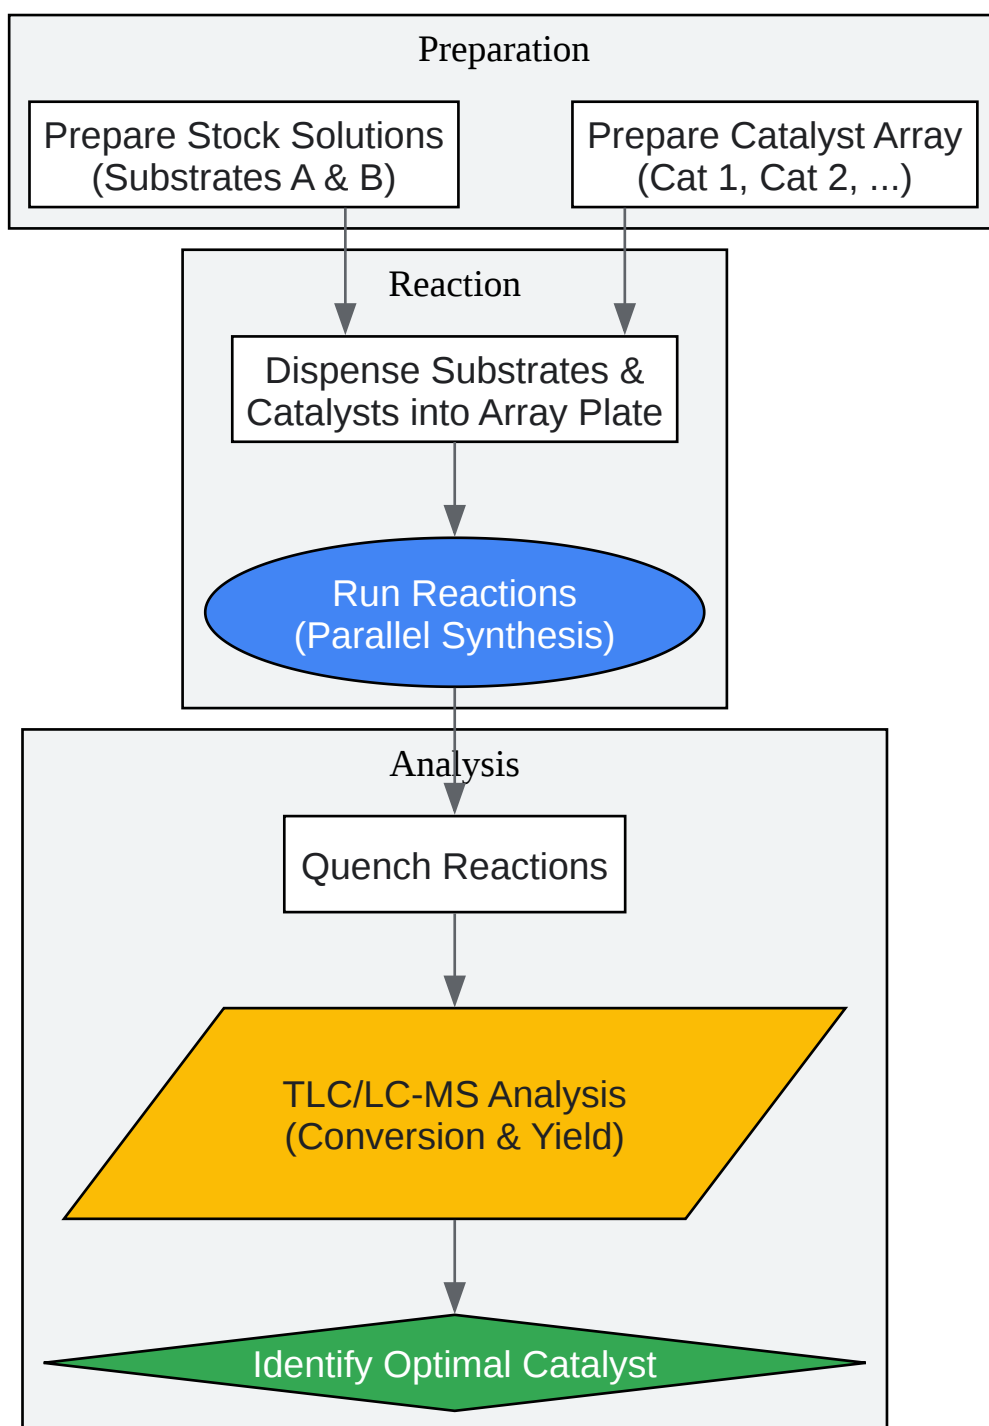 Preparation
Prepare Stock Solutions
(Substrates A & B)
Prepare Catalyst Array
(Cat 1, Cat 2, ...)
Reaction
Dispense Substrates &
Catalysts into Array Plate
Run Reactions
(Parallel Synthesis)
Analysis
Quench Reactions
TLC/LC-MS Analysis
(Conversion & Yield)
Identify Optimal Catalyst